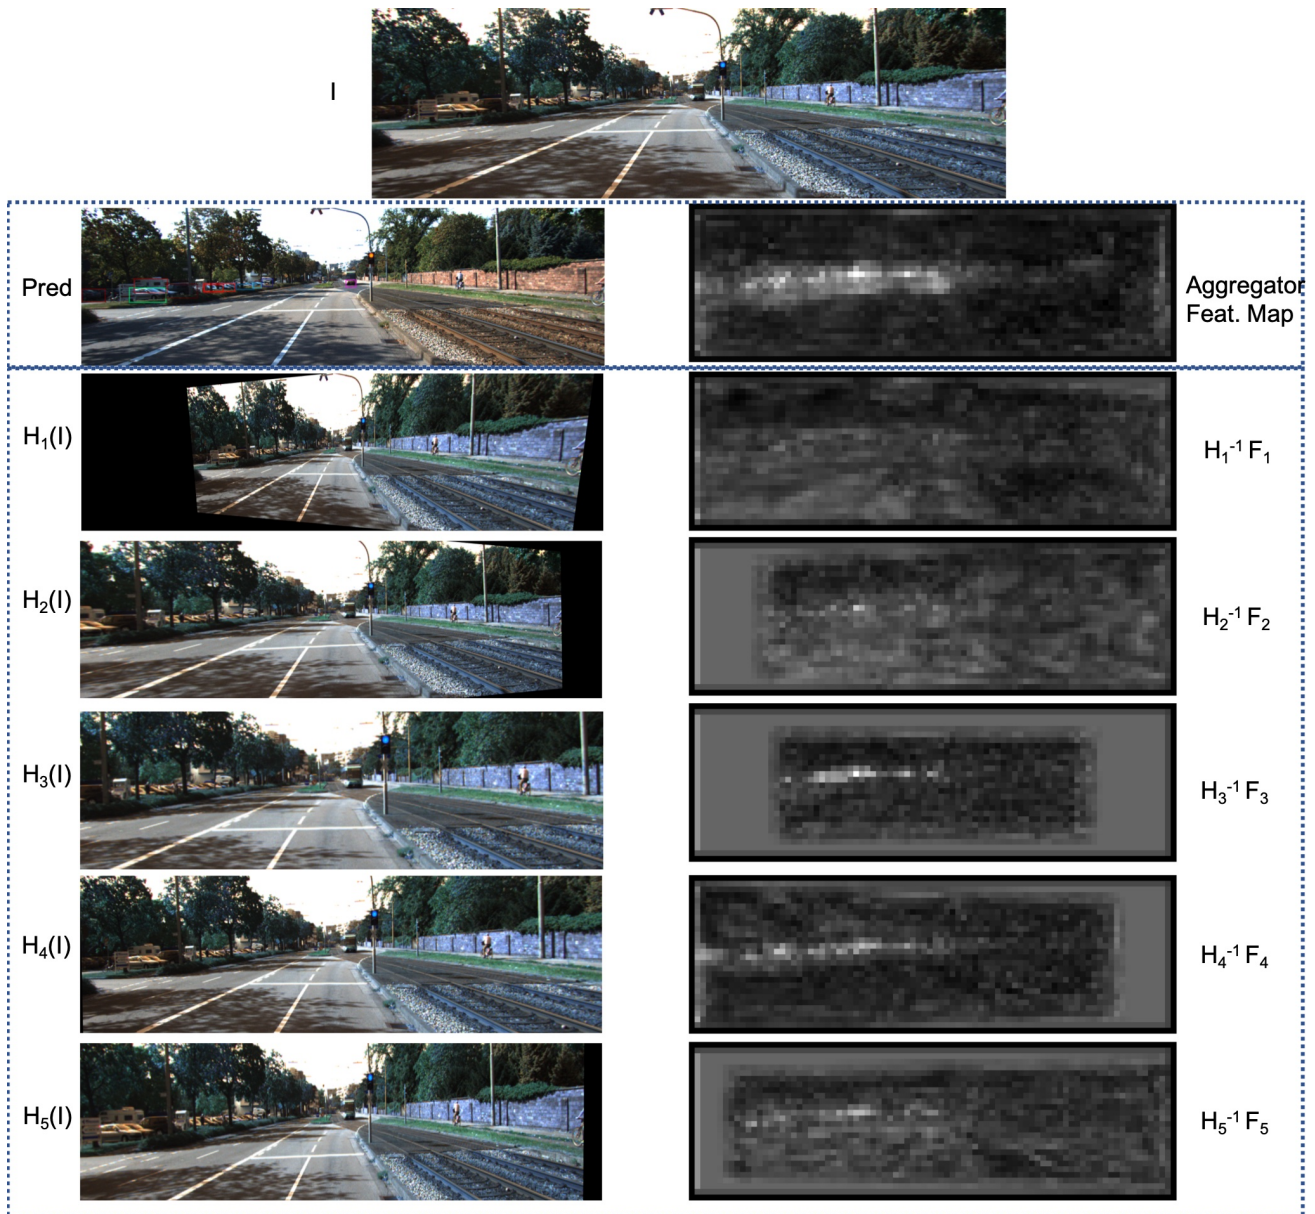 I
Pred
Aggregator
Feat. Map
H₁(I)
H₁⁻¹ F₁
H₂(I)
H₂⁻¹ F₂
H₃(I)
H₃⁻¹ F₃
H₄(I)
H₄⁻¹ F₄
H₅(I)
H₅⁻¹ F₅